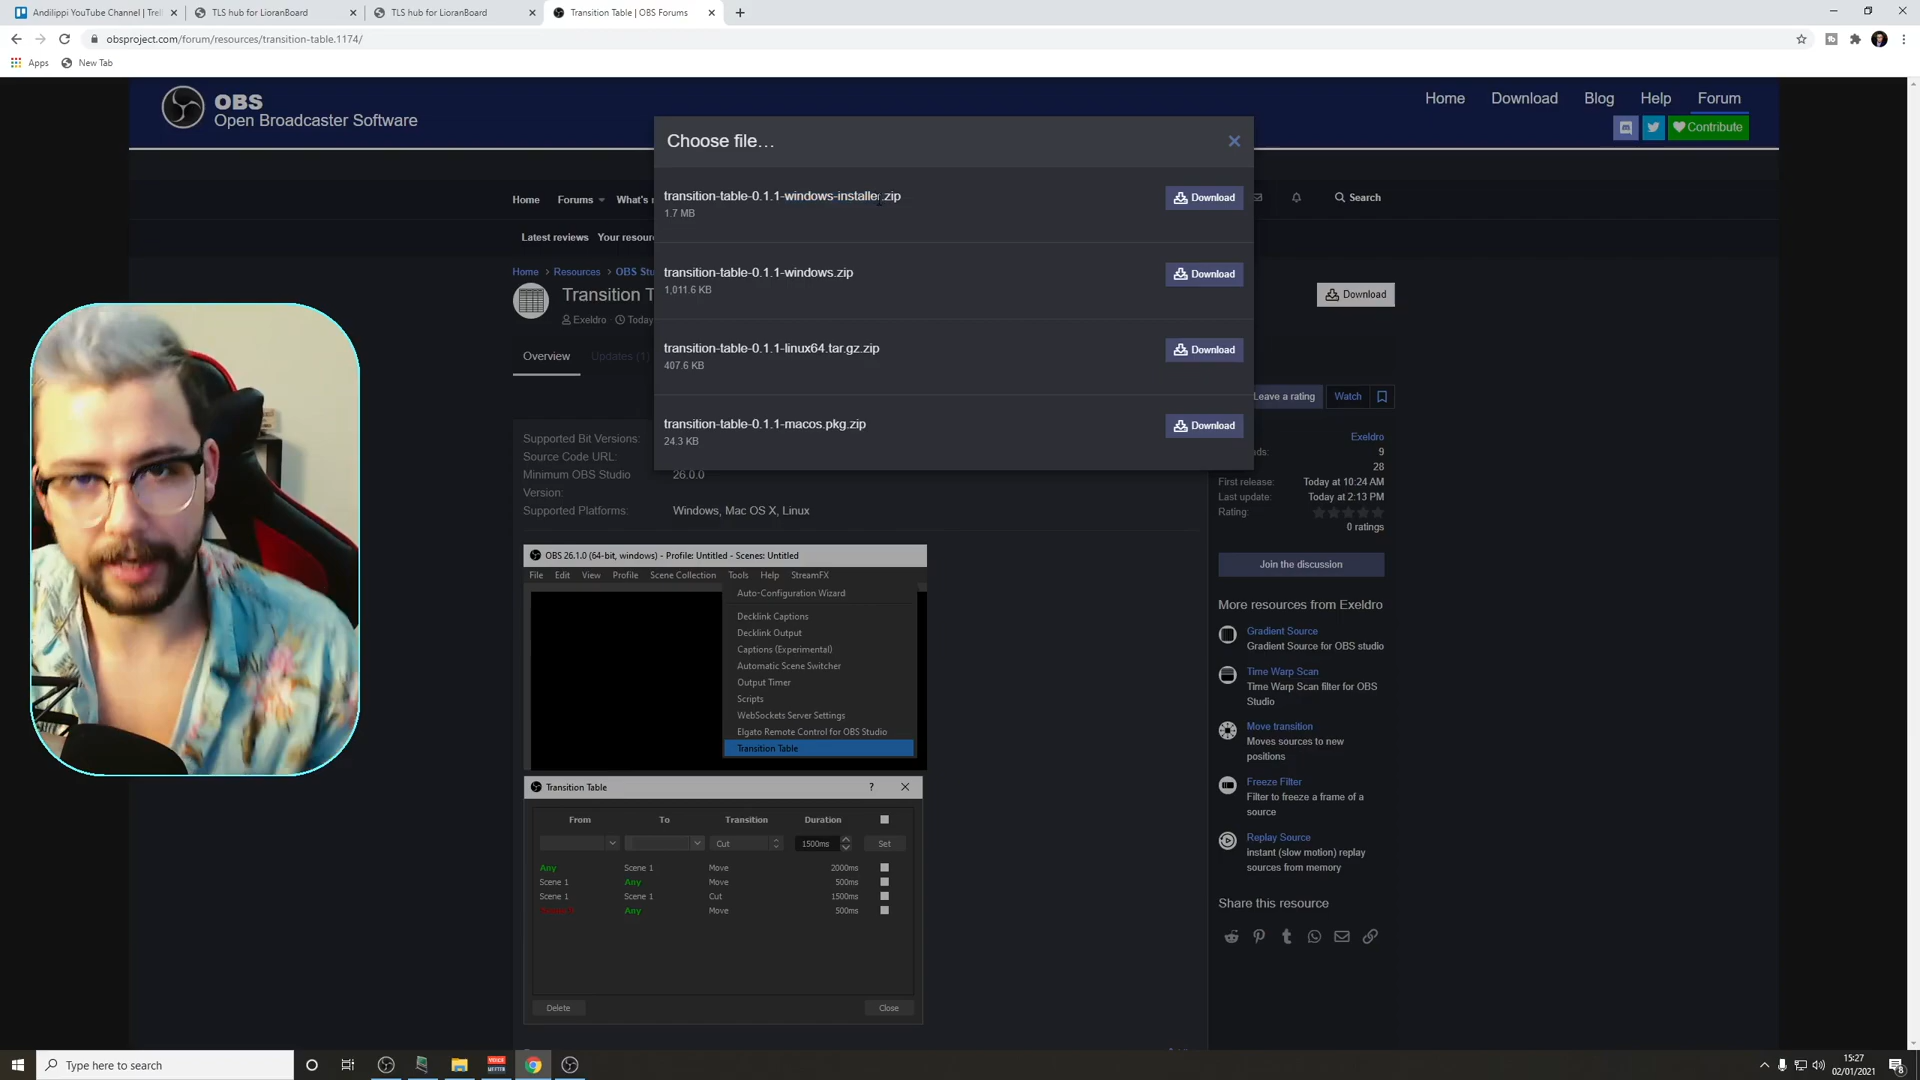 Andilippi YouTube Channel | Trel
TLS hub for LioranBoard
TLS hub for LioranBoard
Transition Table | OBS Forums
obsproject.com/forum/resources/transition-table.1174/
Apps
New Tab
OBS
Open Broadcaster Software
Home
Download
Blog
Help
Forum
Contribute
Choose file…
transition-table-0.1.1-windows-installer.zip
1.7 MB
Download
transition-table-0.1.1-windows.zip
1,011.6 KB
Download
transition-table-0.1.1-linux64.tar.gz.zip
407.6 KB
Download
transition-table-0.1.1-macos.pkg.zip
24.3 KB
Download
Home
Forums
What's
Search
Latest reviews
Your resour
Home > Resources > OBS Stu
Transition T
Exeldro
Today
Download
Overview
Updates (1)
Leave a rating
Watch
Supported Bit Versions:
Source Code URL:
Minimum OBS Studio
Version:
26.0.0
Supported Platforms:
Windows, Mac OS X, Linux
Exeldro
9
28
First release:
Today at 10:24 AM
Last update:
Today at 2:13 PM
Rating:
0 ratings
Join the discussion
More resources from Exeldro
Gradient Source
Gradient Source for OBS studio
Time Warp Scan
Time Warp Scan filter for OBS
Studio
Move transition
Moves sources to new
positions
Freeze Filter
Filter to freeze a frame of a
source
Replay Source
instant (slow motion) replay
sources from memory
Share this resource
OBS 26.1.0 (64-bit, windows) - Profile: Untitled - Scenes: Untitled
File Edit View Profile Scene Collection Tools Help StreamFX
Auto-Configuration Wizard
Decklink Captions
Decklink Output
Captions (Experimental)
Automatic Scene Switcher
Output Timer
Scripts
WebSockets Server Settings
Elgato Remote Control for OBS Studio
Transition Table
Transition Table
?
From To Transition Duration
Cut 1500ms Set
Any Scene 1 Move 2000ms
Scene 1 Any Move 500ms
Scene 1 Scene 1 Cut 1500ms
Any Move 500ms
Delete
Close
Type here to search
VOICE
MEETER
15:27
02/01/2021
8